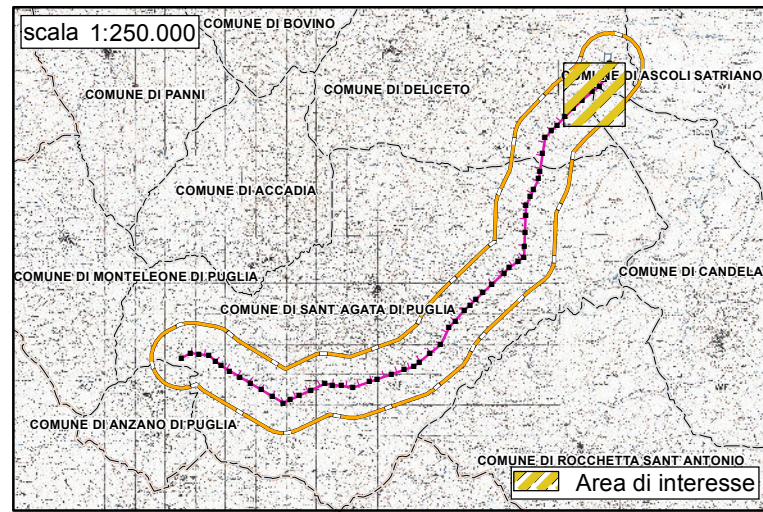 scala 1:250.000
COMUNE DI BOVINO
COMUNE DI ASCOLI SATRIANO
COMUNE DI PANNI
COMUNE DI DELICETO
COMUNE DI ACCADIA
COMUNE DI MONTELEONE DI PUGLIA
COMUNE DI CANDELA
COMUNE DI SANT`AGATA DI PUGLIA
COMUNE DI ANZANO DI PUGLIA
COMUNE DI ROCCHETTA SANT`ANTONIO
Area di interesse